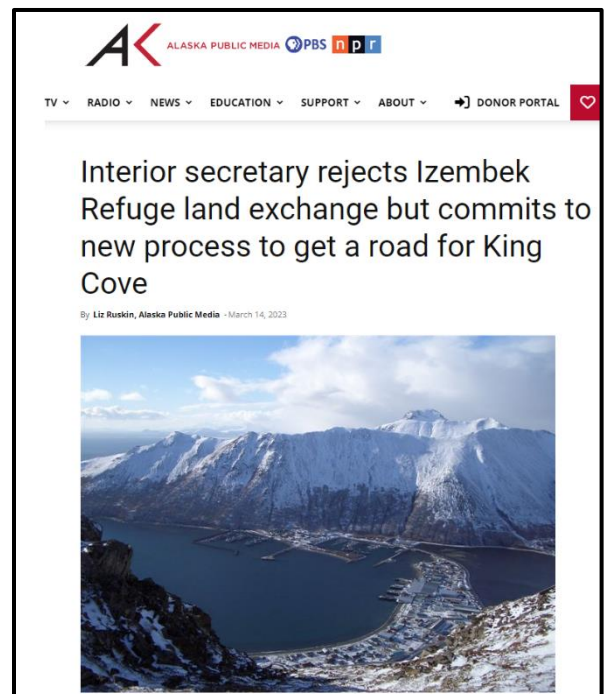 AK ALASKA PUBLIC MEDIA PBS npr
TV RADIO NEWS EDUCATION SUPPORT ABOUT DONOR PORTAL
Interior secretary rejects Izembek
Refuge land exchange but commits to
new process to get a road for King
Cove
By Liz Ruskin, Alaska Public Media - March 14, 2023